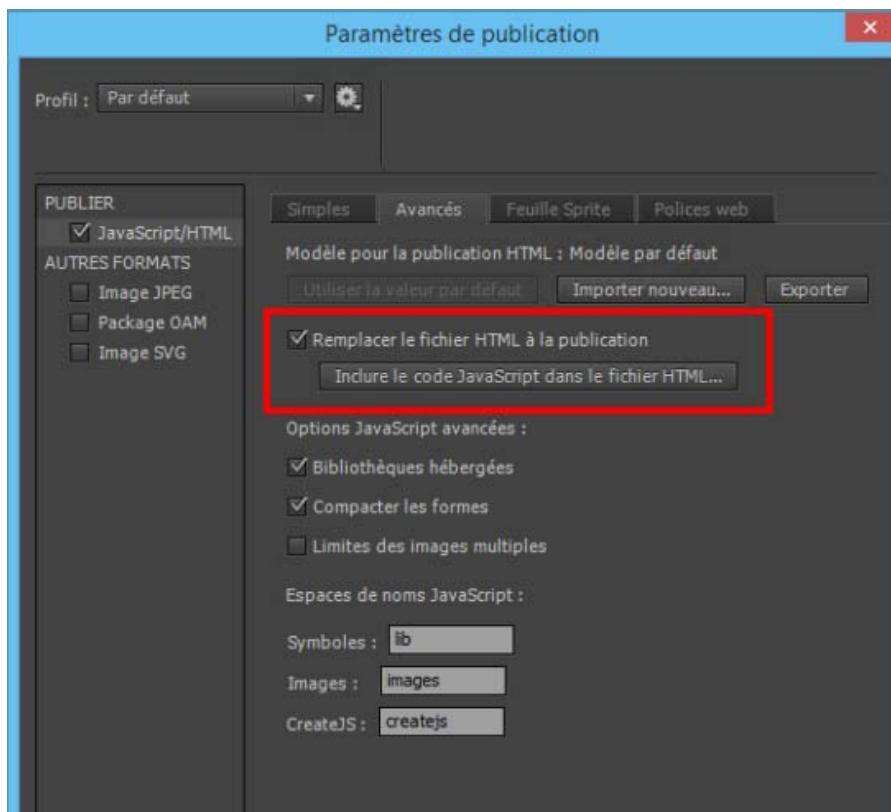 Paramètres de publication
Profil : Par défaut
PUBLIER
JavaScript/HTML
AUTRES FORMATS
Image JPEG
Package OAM
Image SVG
Simples Avancés Feuille Sprite Polices web
Modèle pour la publication HTML : Modèle par défaut
Utiliser la valeur par défaut Importer nouveau... Exporter
Remplacer le fichier HTML à la publication
Inclure le code JavaScript dans le fichier HTML...
Options JavaScript avancées :
Bibliothèques hébergées
Compacter les formes
Limites des images multiples
Espaces de noms JavaScript :
Symboles : lib
Images : images
CreateJS : createjs